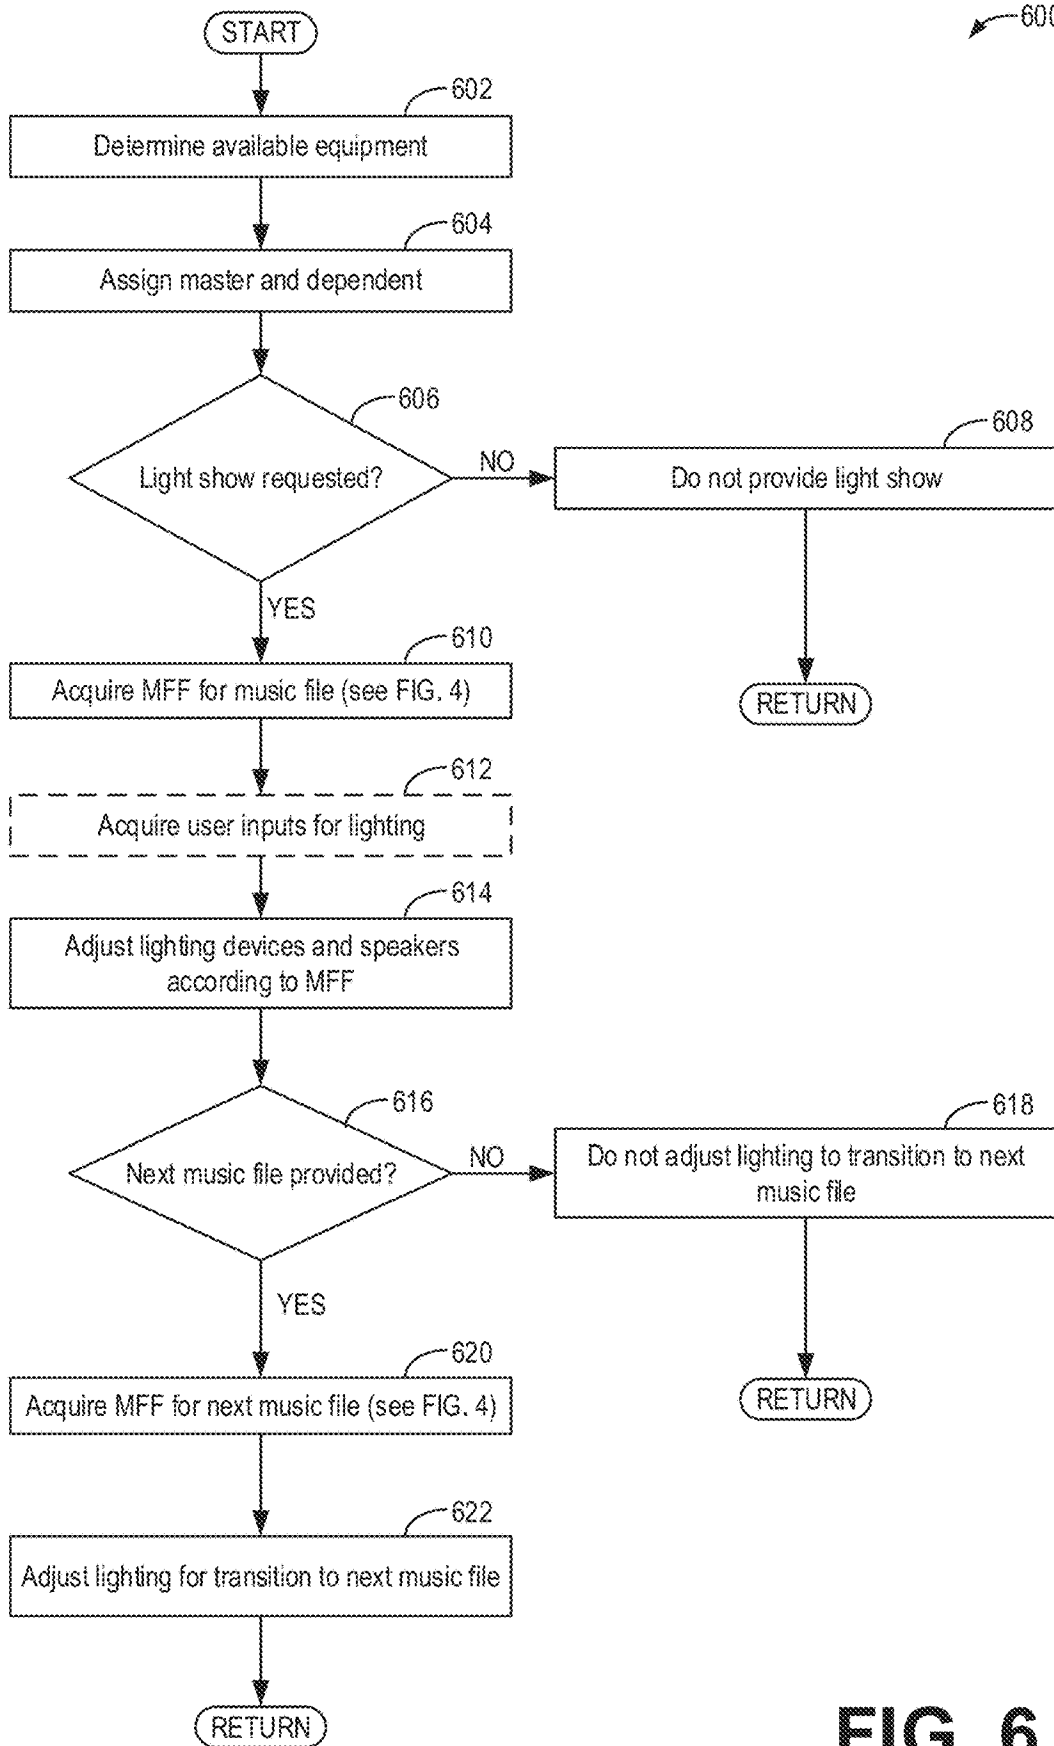 START
600
602
Determine available equipment
604
Assign master and dependent
606
Light show requested?
NO
608
Do not provide light show
YES
RETURN
610
Acquire MFF for music file (see FIG. 4)
612
Acquire user inputs for lighting
614
Adjust lighting devices and speakers
according to MFF
616
Next music file provided?
NO
618
Do not adjust lighting to transition to next
music file
YES
RETURN
620
Acquire MFF for next music file (see FIG. 4)
622
Adjust lighting for transition to next music file
RETURN
FIG. 6